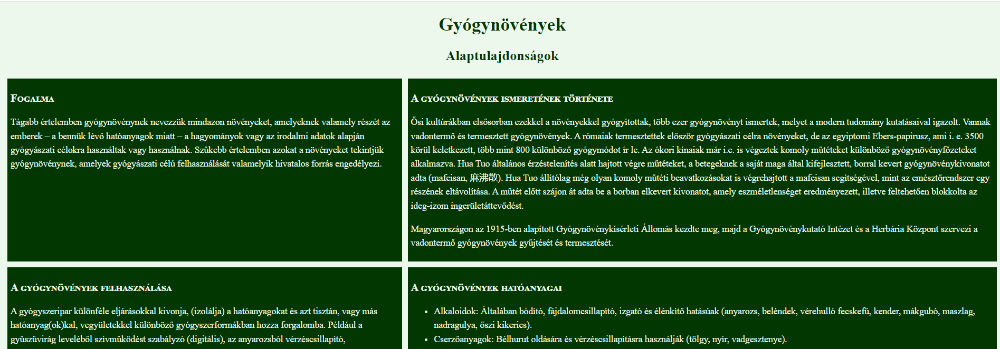 Gyógynövények
Alaptulajdonságok
Fogalma
Tágabb értelemben gyógynövénynek nevezzük mindazon növényeket, amelyeknek valamely részét az
emberek – a bennük lévő hatóanyagok miatt – a hagyományok vagy az irodalmi adatok alapján
gyógyászati célokra használtak vagy használnak. Szűkebb értelemben azokat a növényeket tekintjük
gyógynövénynek, amelyek gyógyászati célú felhasználását valamelyik hivatalos forrás engedélyezi.
A gyógynövények ismeretének története
Ősi kultúrákban elsősorban ezekkel a növényekkel gyógyítottak, több ezer gyógynövényt ismertek, melyet a modern tudomány kutatásaival igazolt. Vannak
vadontermő és termesztett gyógynövények. A rómaiak termesztettek először gyógyászati célra növényeket, de az egyiptomi Ebers-papirusz, ami i. e. 3500
körül keletkezett, több mint 800 különböző gyógymódot ír le. Az ókori kínaiak már i.e. is végeztek komoly műtéteket különböző gyógynövényfőzeteket
alkalmazva. Hua Tuo általános érzéstelenítés alatt hajtott végre műtéteket, a betegeknek a saját maga által kifejlesztett, borral kevert gyógynövénykivonatot
adta (mafeisan, 麻沸散). Hua Tuo állítólag még olyan komoly műtéti beavatkozásokat is végrehajtott a mafeisan segítségével, mint az emésztőrendszer egy
részének eltávolítása. A műtét előtt szájon át adta be a borban elkevert kivonatot, amely eszméletlenséget eredményezett, illetve feltehetően blokkolta az
ideg-izom ingerületáttevődést.
Magyarországon az 1915-ben alapított Gyógynövénykísérleti Állomás kezdte meg, majd a Gyógynövénykutató Intézet és a Herbária Központ szervezi a
vadontermő gyógynövények gyűjtését és termesztését.
A gyógynövények felhasználása
A gyógyszeripar különféle eljárásokkal kivonja, (izolálja) a hatóanyagokat és azt tisztán, vagy más
hatóanyag(ok)kal, vegyületekkel különböző gyógyszerformákban hozza forgalomba. Például a
gyűszűvirág leveléből szívműködést szabályzó (digitális), az anyarozsból vérzéscsillapító,
A gyógynövények hatóanyagai
• Alkaloidok: Általában bódító, fájdalomcsillapító, izgató és élénkítő hatásúak (anyarozs, beléndek, vérehulló fecskefű, kender, mákgubó, maszlag,
nadragulya, őszi kikerics).
• Cserzőanyagok: Bélhurut oldására és vérzéscsillapításra használják (tölgy, nyír, vadgesztenye).